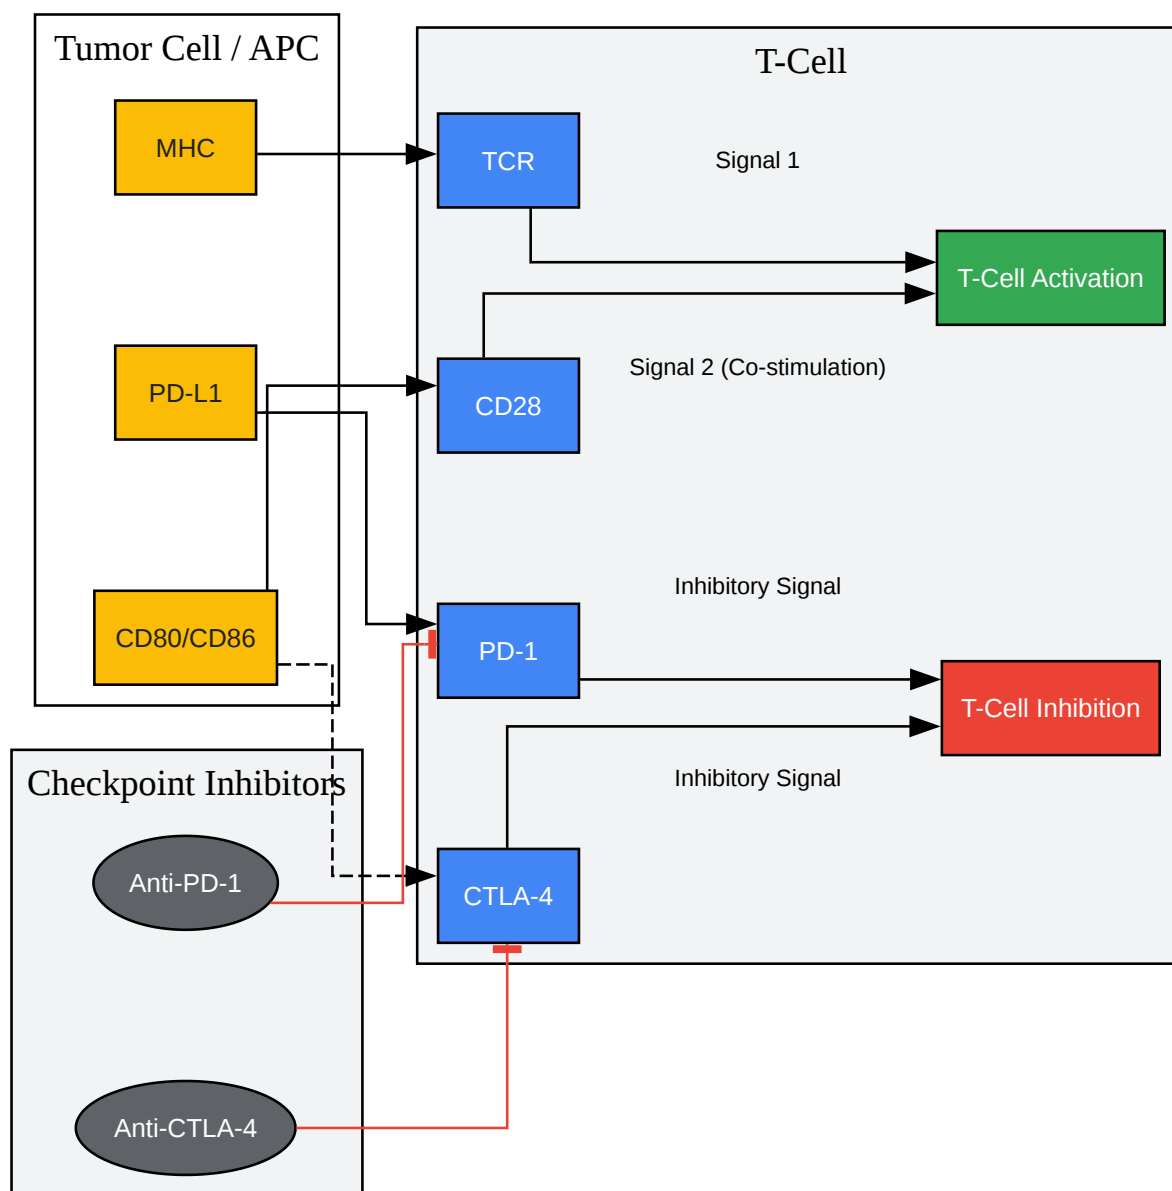 Tumor Cell / APC
T-Cell
MHC
TCR
Signal 1
T-Cell Activation
PD-L1
Signal 2 (Co-stimulation)
CD28
Inhibitory Signal
CD80/CD86
PD-1
T-Cell Inhibition
Inhibitory Signal
Checkpoint Inhibitors
Anti-PD-1
CTLA-4
Anti-CTLA-4